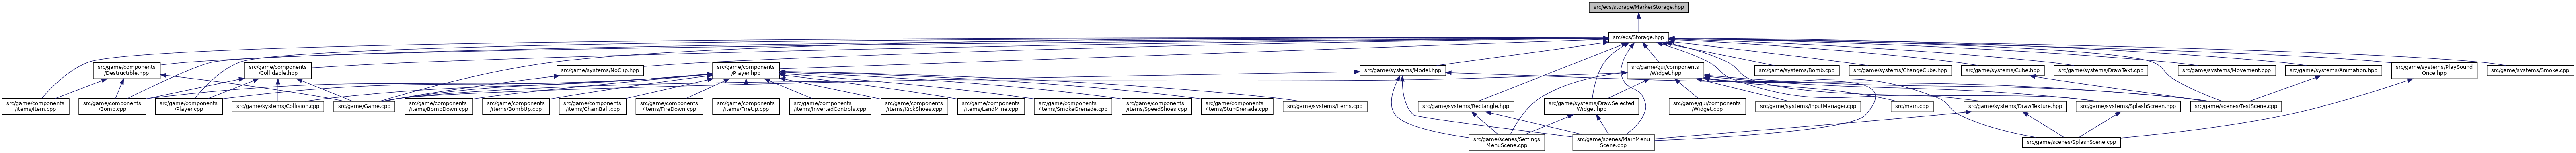 src/ecs/storage/MarkerStorage.hpp
src/ecs/Storage.hpp
src/game/components
/Destructible.hpp
src/game/components
/Collidable.hpp
src/game/systems/NoClip.hpp
src/game/components
/Player.hpp
src/game/systems/Model.hpp
src/game/gui/components
/Widget.hpp
src/game/systems/Bomb.cpp
src/game/systems/ChangeCube.hpp
src/game/systems/Cube.hpp
src/game/systems/DrawText.cpp
src/game/systems/Movement.cpp
src/game/systems/Animation.hpp
src/game/systems/PlaySound
Once.hpp
src/game/systems/Smoke.cpp
src/game/components
/items/Item.cpp
src/game/components
/Bomb.cpp
src/game/components
/Player.cpp
src/game/systems/Collision.cpp
src/game/Game.cpp
src/game/components
/items/BombDown.cpp
src/game/components
/items/BombUp.cpp
src/game/components
/items/ChainBall.cpp
src/game/components
/items/FireDown.cpp
src/game/components
/items/FireUp.cpp
src/game/components
/items/InvertedControls.cpp
src/game/components
/items/KickShoes.cpp
src/game/components
/items/LandMine.cpp
src/game/components
/items/SmokeGrenade.cpp
src/game/components
/items/SpeedShoes.cpp
src/game/components
/items/StunGrenade.cpp
src/game/systems/Items.cpp
src/game/systems/Rectangle.hpp
src/game/systems/DrawSelected
Widget.hpp
src/game/gui/components
/Widget.cpp
src/game/systems/InputManager.cpp
src/main.cpp
src/game/systems/DrawTexture.hpp
src/game/systems/SplashScreen.hpp
src/game/scenes/TestScene.cpp
src/game/scenes/Settings
MenuScene.cpp
src/game/scenes/MainMenu
Scene.cpp
src/game/scenes/SplashScene.cpp